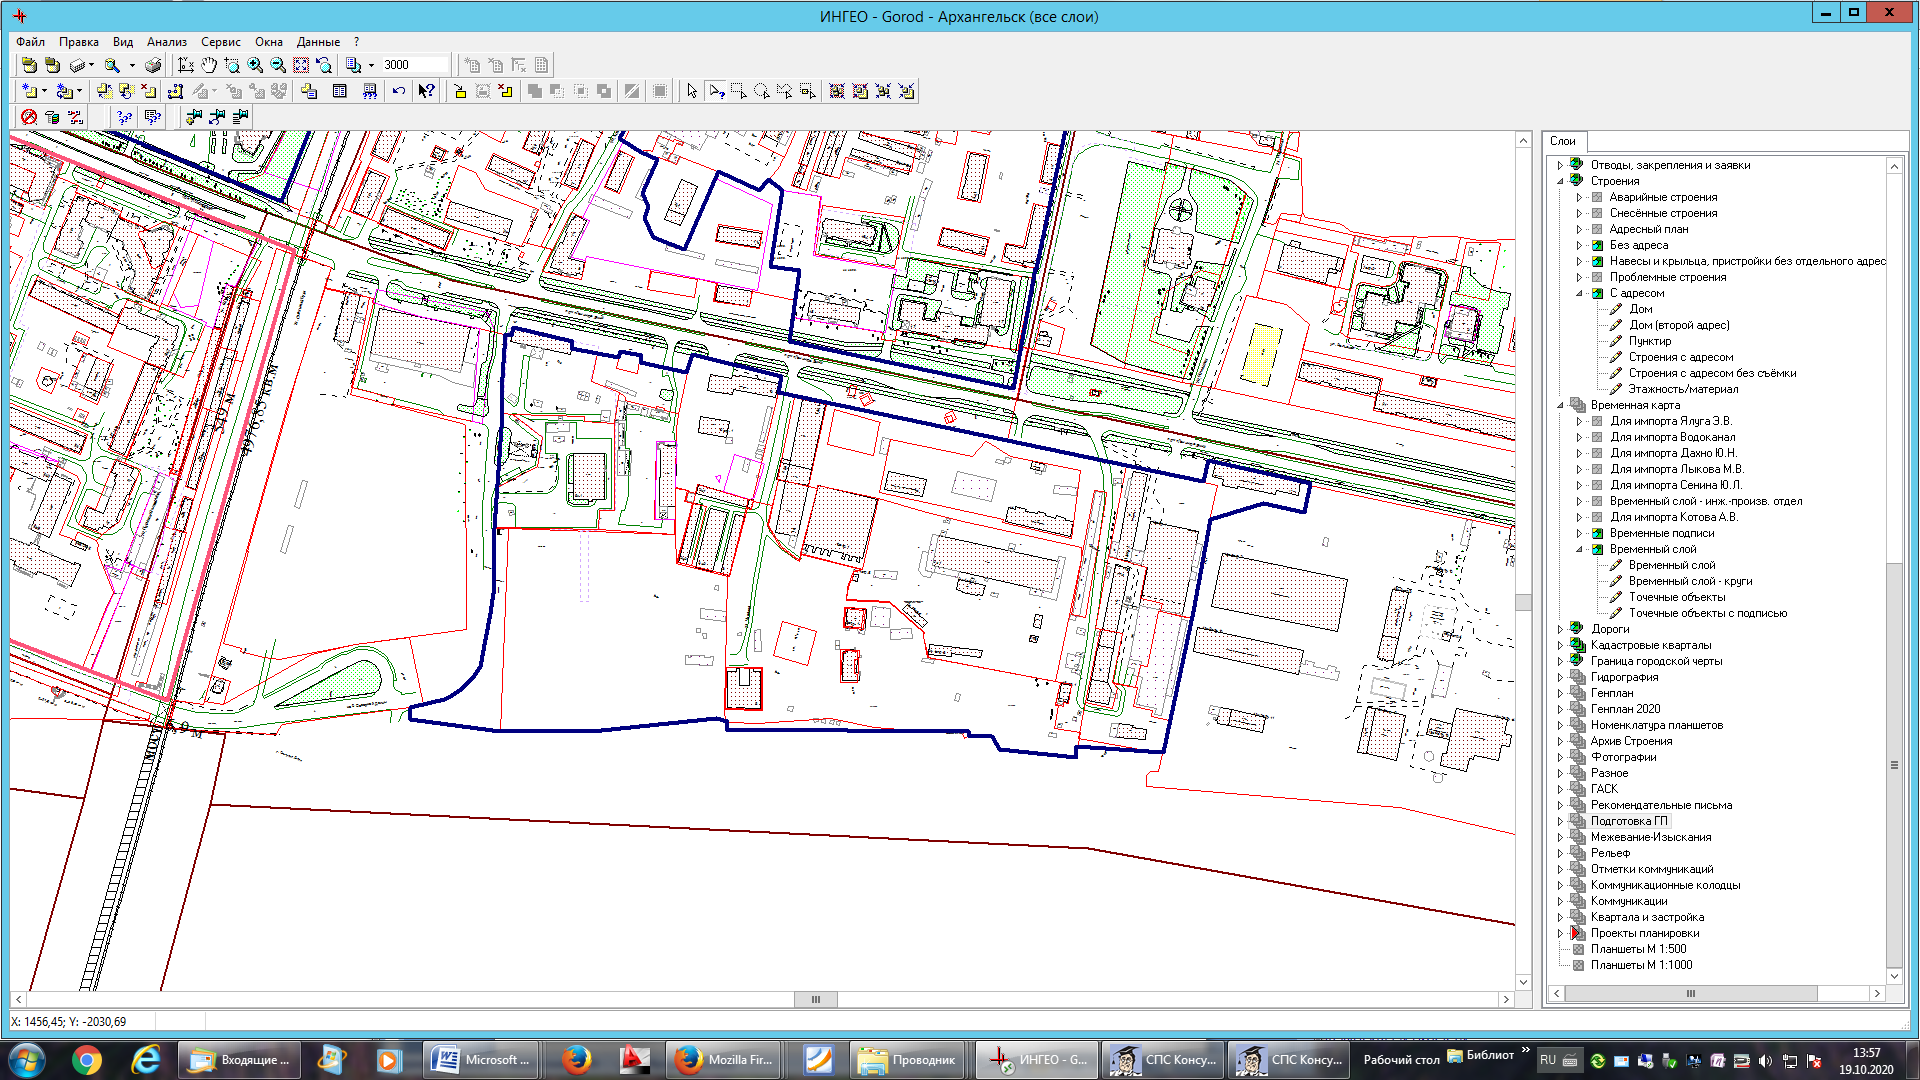 ИНГЕО - Gorod - Архангельск (все слои)
Файл Правка Вид Анализ Сервис Окна Данные ?
3000
Слои
Отводы, закрепления и заявки
Строения
Аварийные строения
Снесённые строения
Адресный план
Без адреса
Навесы и крыльца, пристройки без отдельного адрес
Проблемные строения
С адресом
Дом
Дом (второй адрес)
Пунктир
Строения с адресом
Строения с адресом без съёмки
Этажность/материал
Временная карта
Для импорта Ялуга Э.В.
Для импорта Водоканал
Для импорта Дахно Ю.Н.
Для импорта Лыкова М.В.
Для импорта Сенина Ю.Л.
Временный слой - инж.-произв. отдел
Для импорта Котова А.В.
Временные подписи
Временный слой
Временный слой
Временный слой - круги
Точечные объекты
Точечные объекты с подписью
Дороги
Кадастровые кварталы
Граница городской черты
Гидрография
Генплан
Генплан 2020
Номенклатура планшетов
Архив Строения
Фотографии
Разное
ГАСК
Рекомендательные письма
Подготовка ГП
Межевание-Изыскания
Рельеф
Отметки коммуникаций
Коммуникационные колодцы
Коммуникации
Квартала и застройка
Проекты планировки
Планшеты М 1:500
Планшеты М 1:1000
X: 1456,45; Y: -2030,69
Входящие ...
Microsoft ...
Mozilla Fir...
Проводник
ИНГЕО - G...
СПС Консу...
СПС Консу...
Рабочий стол
Библиот
RU
13:57
19.10.2020